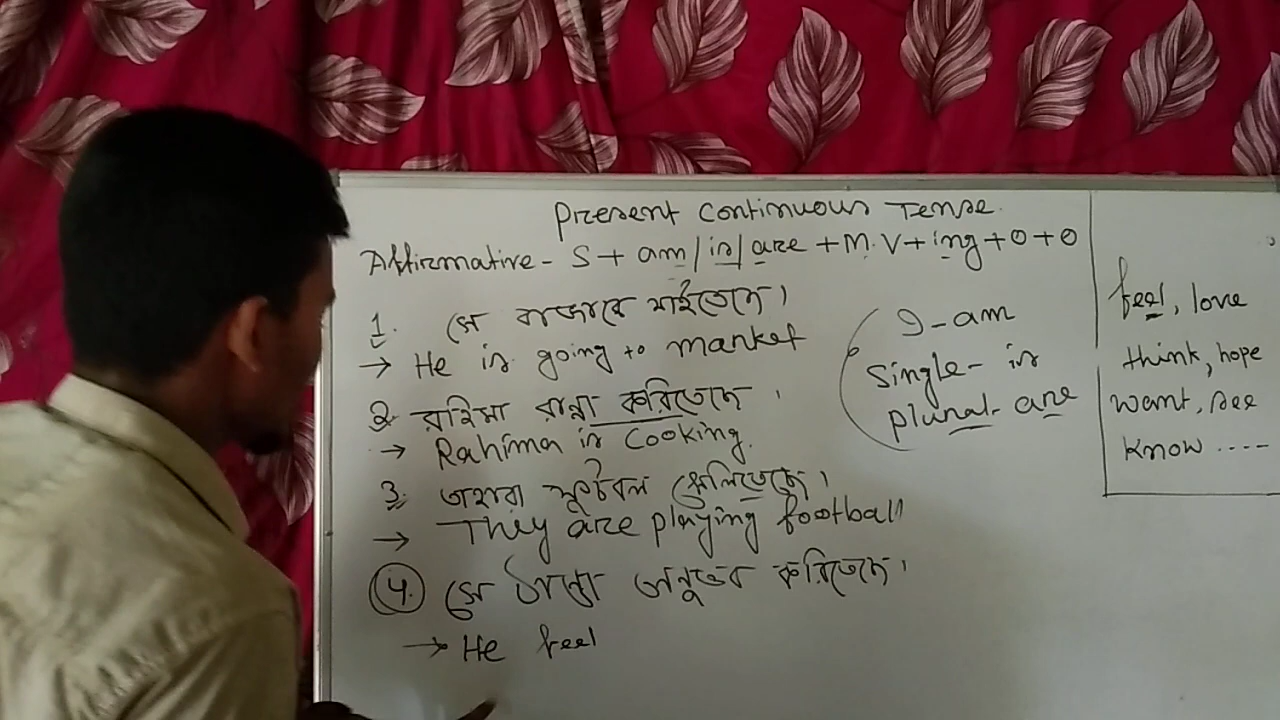 Present Continuous Tense.
Affirmative - S + am/is/are + M.V + ing + O + O
1. সে বাজারে যাইতেছে।
→ He is going to market
2. রহিমা রান্না করিতেছে।
→ Rahima is cooking.
3. তাহারা ফুটবল খেলিতেছে।
→ They are playing football
4. সে ঠান্ডা অনুভব করিতেছে।
→ He feel
I - am
Single - is
plural - are
feel, love
think, hope
want, see
know ----